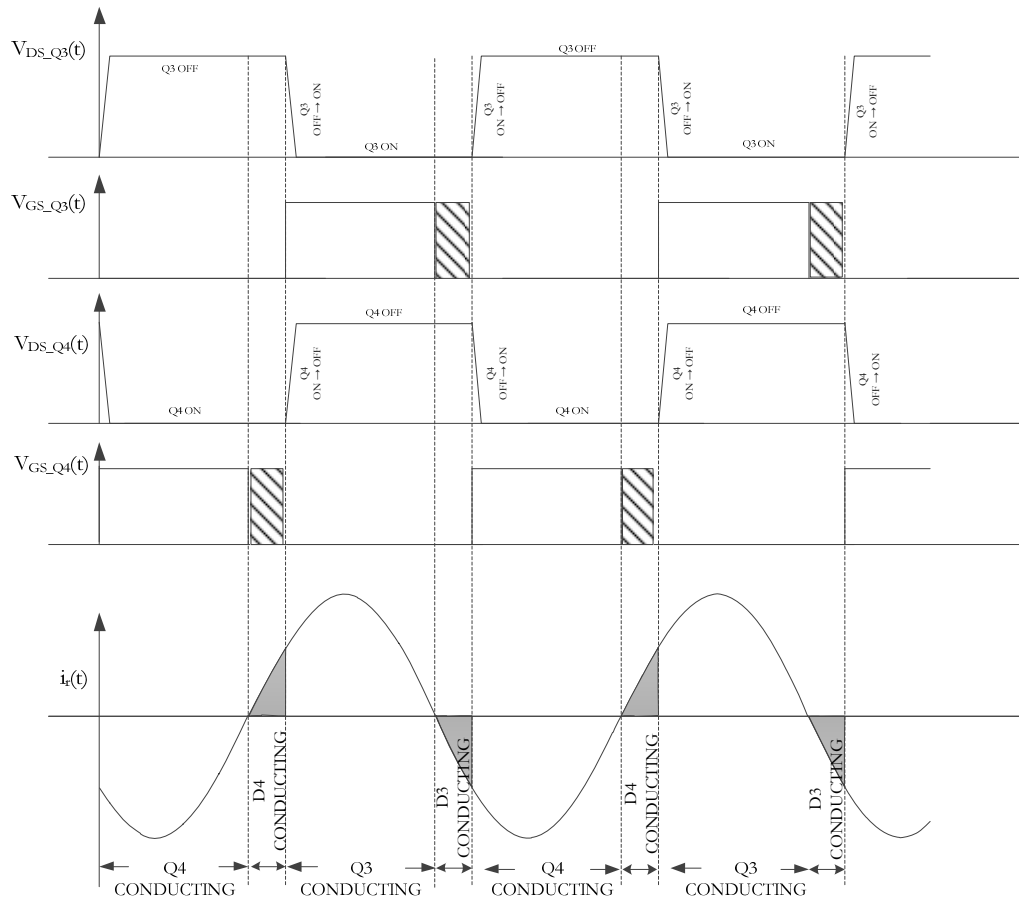 V_DS_Q3(t)
Q3 OFF
Q3
OFF → ON
Q3 ON
Q3
ON → OFF
Q3 OFF
Q3
OFF → ON
Q3 ON
Q3
ON → OFF
V_GS_Q3(t)
V_DS_Q4(t)
Q4 ON
Q4
ON → OFF
Q4 OFF
Q4
OFF → ON
Q4 ON
Q4
ON → OFF
Q4 OFF
Q4
OFF → ON
V_GS_Q4(t)
i_r(t)
D4
CONDUCTING
D3
CONDUCTING
D4
CONDUCTING
D3
CONDUCTING
Q4
CONDUCTING
Q3
CONDUCTING
Q4
CONDUCTING
Q3
CONDUCTING